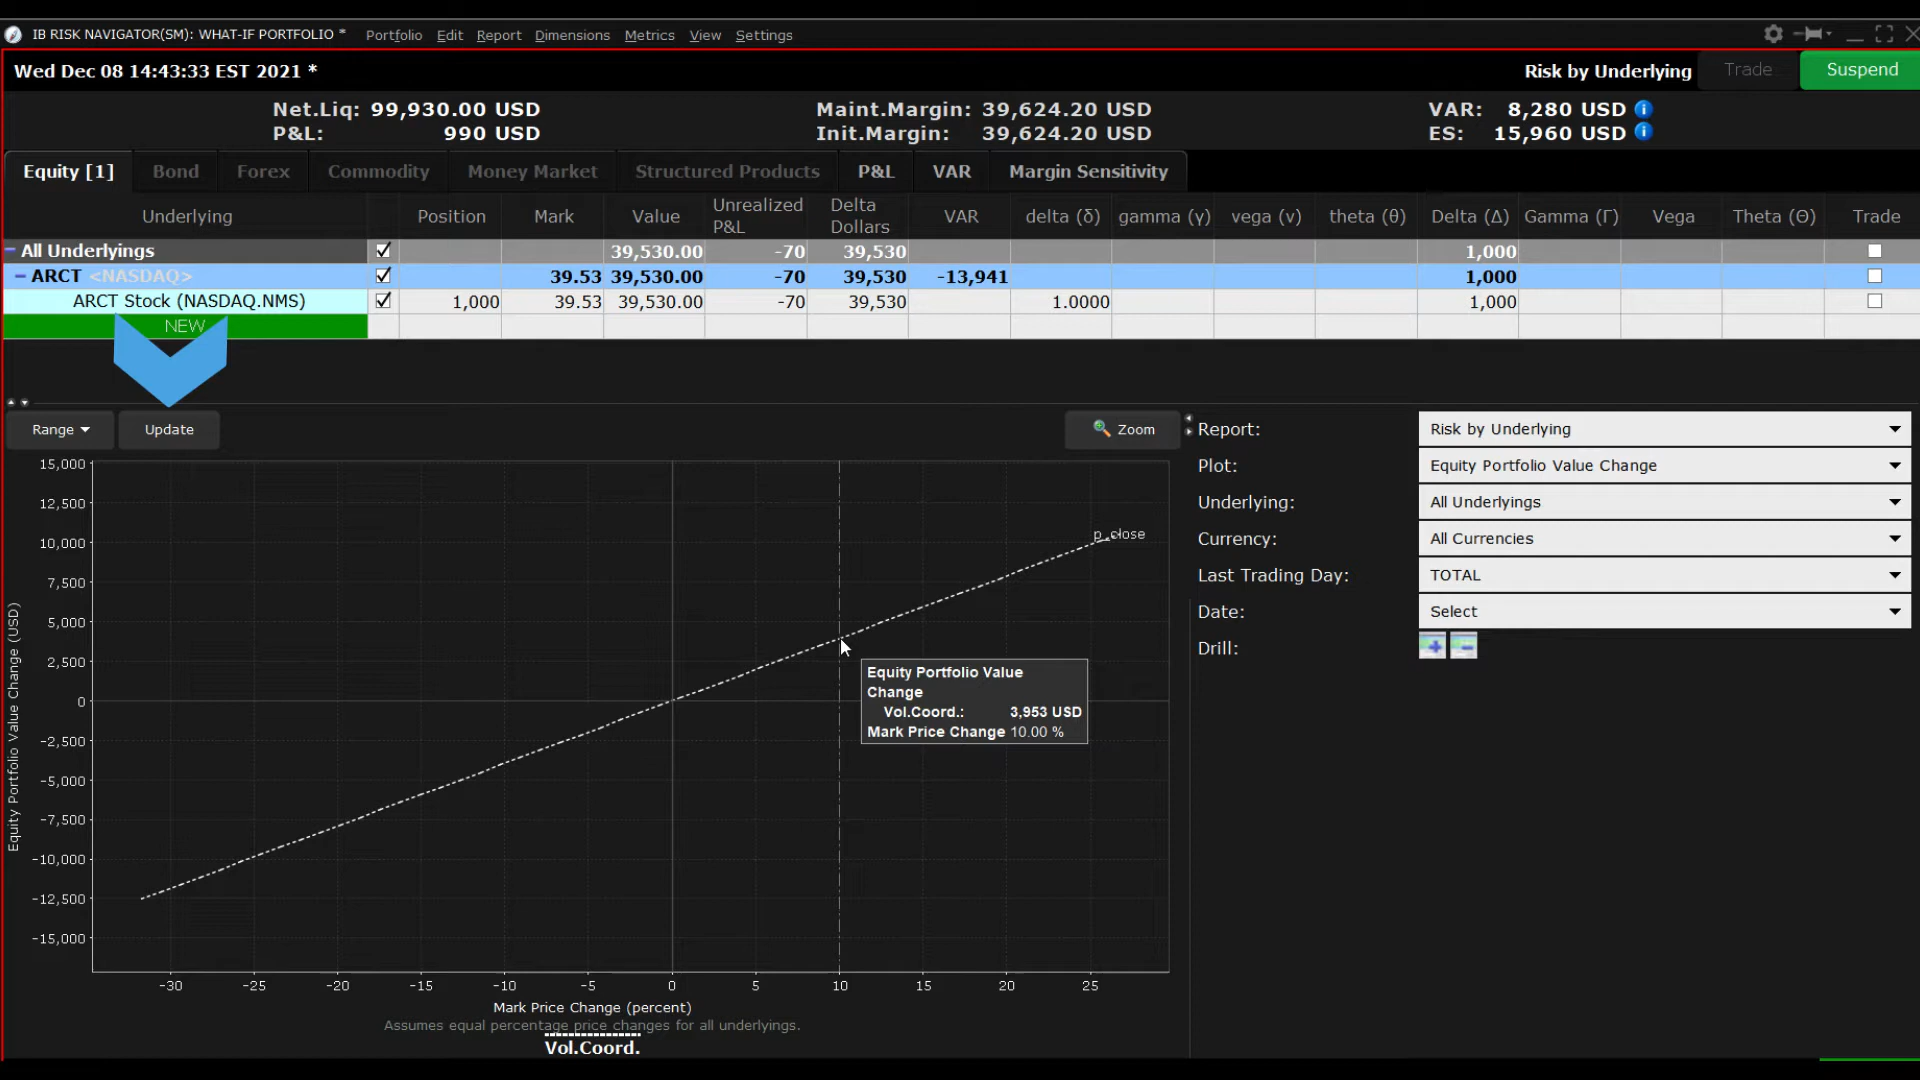 IB RISK NAVIGATOR(SM): WHAT-IF PORTFOLIO * Portfolio Edit Report Dimensions Metrics View Settings
Wed Dec 08 14:43:33 EST 2021 * Risk by Underlying Trade Suspend
Net.Liq: 99,930.00 USD Maint.Margin: 39,624.20 USD VAR: 8,280 USD
P&L: 990 USD Init.Margin: 39,624.20 USD ES: 15,960 USD
Equity [1] Bond Forex Commodity Money Market Structured Products P&L VAR Margin Sensitivity
Underlying Position Mark Value Unrealized P&L Delta Dollars VAR delta (δ) gamma (γ) vega (v) theta (θ) Delta (Δ) Gamma (Γ) Vega Theta (Θ) Trade
All Underlyings 39,530.00 -70 39,530 1,000
ARCT <NASDAQ> 39.53 39,530.00 -70 39,530 -13,941 1,000
ARCT Stock (NASDAQ.NMS) 1,000 39.53 39,530.00 -70 39,530 1.0000 1,000
NEW
Range Update Zoom
Report: Risk by Underlying
Plot: Equity Portfolio Value Change
Underlying: All Underlyings
Currency: All Currencies
Last Trading Day: TOTAL
Date: Select
Drill:
Equity Portfolio Value Change (USD)
15,000
12,500
10,000
7,500
5,000
2,500
0
-2,500
-5,000
-7,500
-10,000
-12,500
-15,000
p_close
Equity Portfolio Value
Change
Vol.Coord.: 3,953 USD
Mark Price Change 10.00 %
-30 -25 -20 -15 -10 -5 0 5 10 15 20 25
Mark Price Change (percent)
Assumes equal percentage price changes for all underlyings.
Vol.Coord.